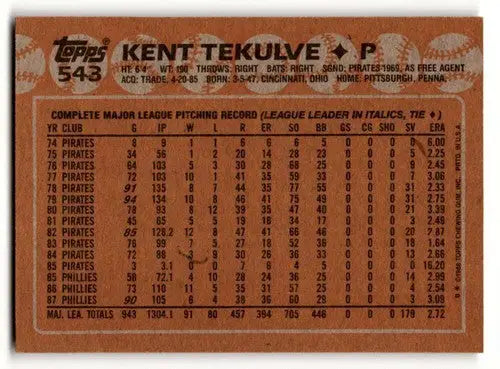 Topps
543
KENT TEKULVE ♦ P
HT: 6'4 WT: 190 THROWS: RIGHT BATS: RIGHT SGND: PIRATES-1969, AS FREE AGENT
ACQ: TRADE, 4-20-85 BORN: 3-5-47, CINCINNATI, OHIO HOME: PITTSBURGH, PENNA.
COMPLETE MAJOR LEAGUE PITCHING RECORD (LEAGUE LEADER IN ITALICS, TIE ♦)
YR CLUB G IP W L R ER SO BB GS CG SHO SV ERA
74 PIRATES 8 9 1 1 6 6 6 5 0 0 0 0 6.00
75 PIRATES 34 56 1 2 14 28 23 0 0 0 5 2.25
76 PIRATES 64 103 5 3 28 68 25 0 0 0 9 2.45
77 PIRATES 72 103 10 1 41 35 59 33 0 0 0 7 3.06
78 PIRATES 91 135 8 7 35 77 55 0 0 0 31 2.33
79 PIRATES 94 134 10 8 41 75 49 0 0 0 31 2.75
80 PIRATES 78 93 8 12 39 35 47 40 0 0 0 21 3.39
81 PIRATES 45 65 5 5 18 34 17 0 0 0 3 2.49
82 PIRATES 85 128.2 12 8 41 66 46 0 0 0 20 2.87
83 PIRATES 76 99 7 5 18 52 36 0 0 0 18 1.64
84 PIRATES 72 88 3 9 30 26 36 33 0 0 0 13 2.66
85 PIRATES 3 3.1 0 0 6 4 5 0 0 0 0 16.20
85 PHILLIES 58 72.1 4 10 24 36 25 0 0 0 14 2.99
86 PHILLIES 73 110 11 5 35 31 57 25 0 0 0 4 2.54
87 PHILLIES 90 105 6 4 38 36 60 28 0 0 0 3 3.09
MAJ. LEA. TOTALS 943 1304.1 91 80 457 394 705 446 0 0 0 179 2.72
©1988 TOPPS CHEWING GUM, INC. PRTD. IN U.S.A.